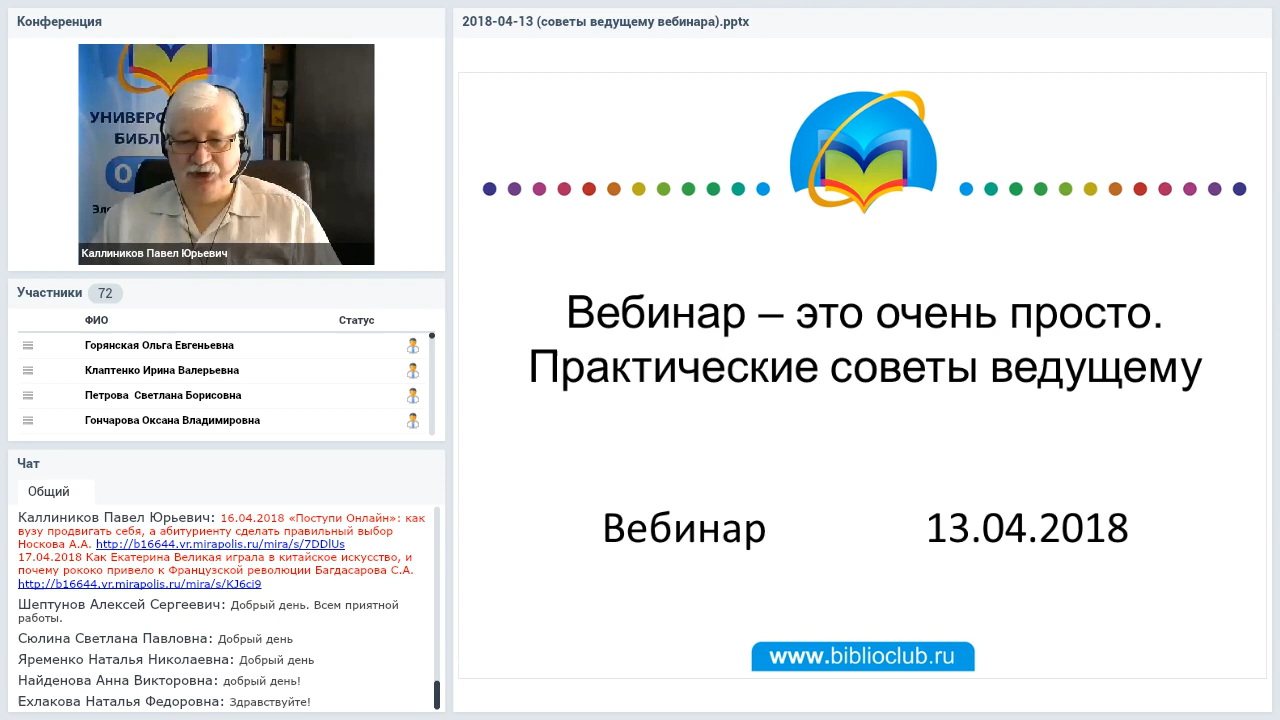 Конференция
УНИВЕРС
БИБЛ
Эле
Каллиников Павел Юрьевич
Участники 72
ФИО Статус
Горянская Ольга Евгеньевна
Клаптенко Ирина Валерьевна
Петрова Светлана Борисовна
Гончарова Оксана Владимировна
Чат
Общий
Каллиников Павел Юрьевич: 16.04.2018 «Поступи Онлайн»: как
вузу продвигать себя, а абитуриенту сделать правильный выбор
Носкова А.А. http://b16644.vr.mirapolis.ru/mira/s/7DDlUs
17.04.2018 Как Екатерина Великая играла в китайское искусство, и
почему рококо привело к Французской революции Багдасарова С.А.
http://b16644.vr.mirapolis.ru/mira/s/KJ6ci9
Шептунов Алексей Сергеевич: Добрый день. Всем приятной
работы.
Сюлина Светлана Павловна: Добрый день
Яременко Наталья Николаевна: Добрый день
Найденова Анна Викторовна: добрый день!
Ехлакова Наталья Федоровна: Здравствуйте!
2018-04-13 (советы ведущему вебинара).pptx
Вебинар – это очень просто.
Практические советы ведущему
Вебинар 13.04.2018
www.biblioclub.ru